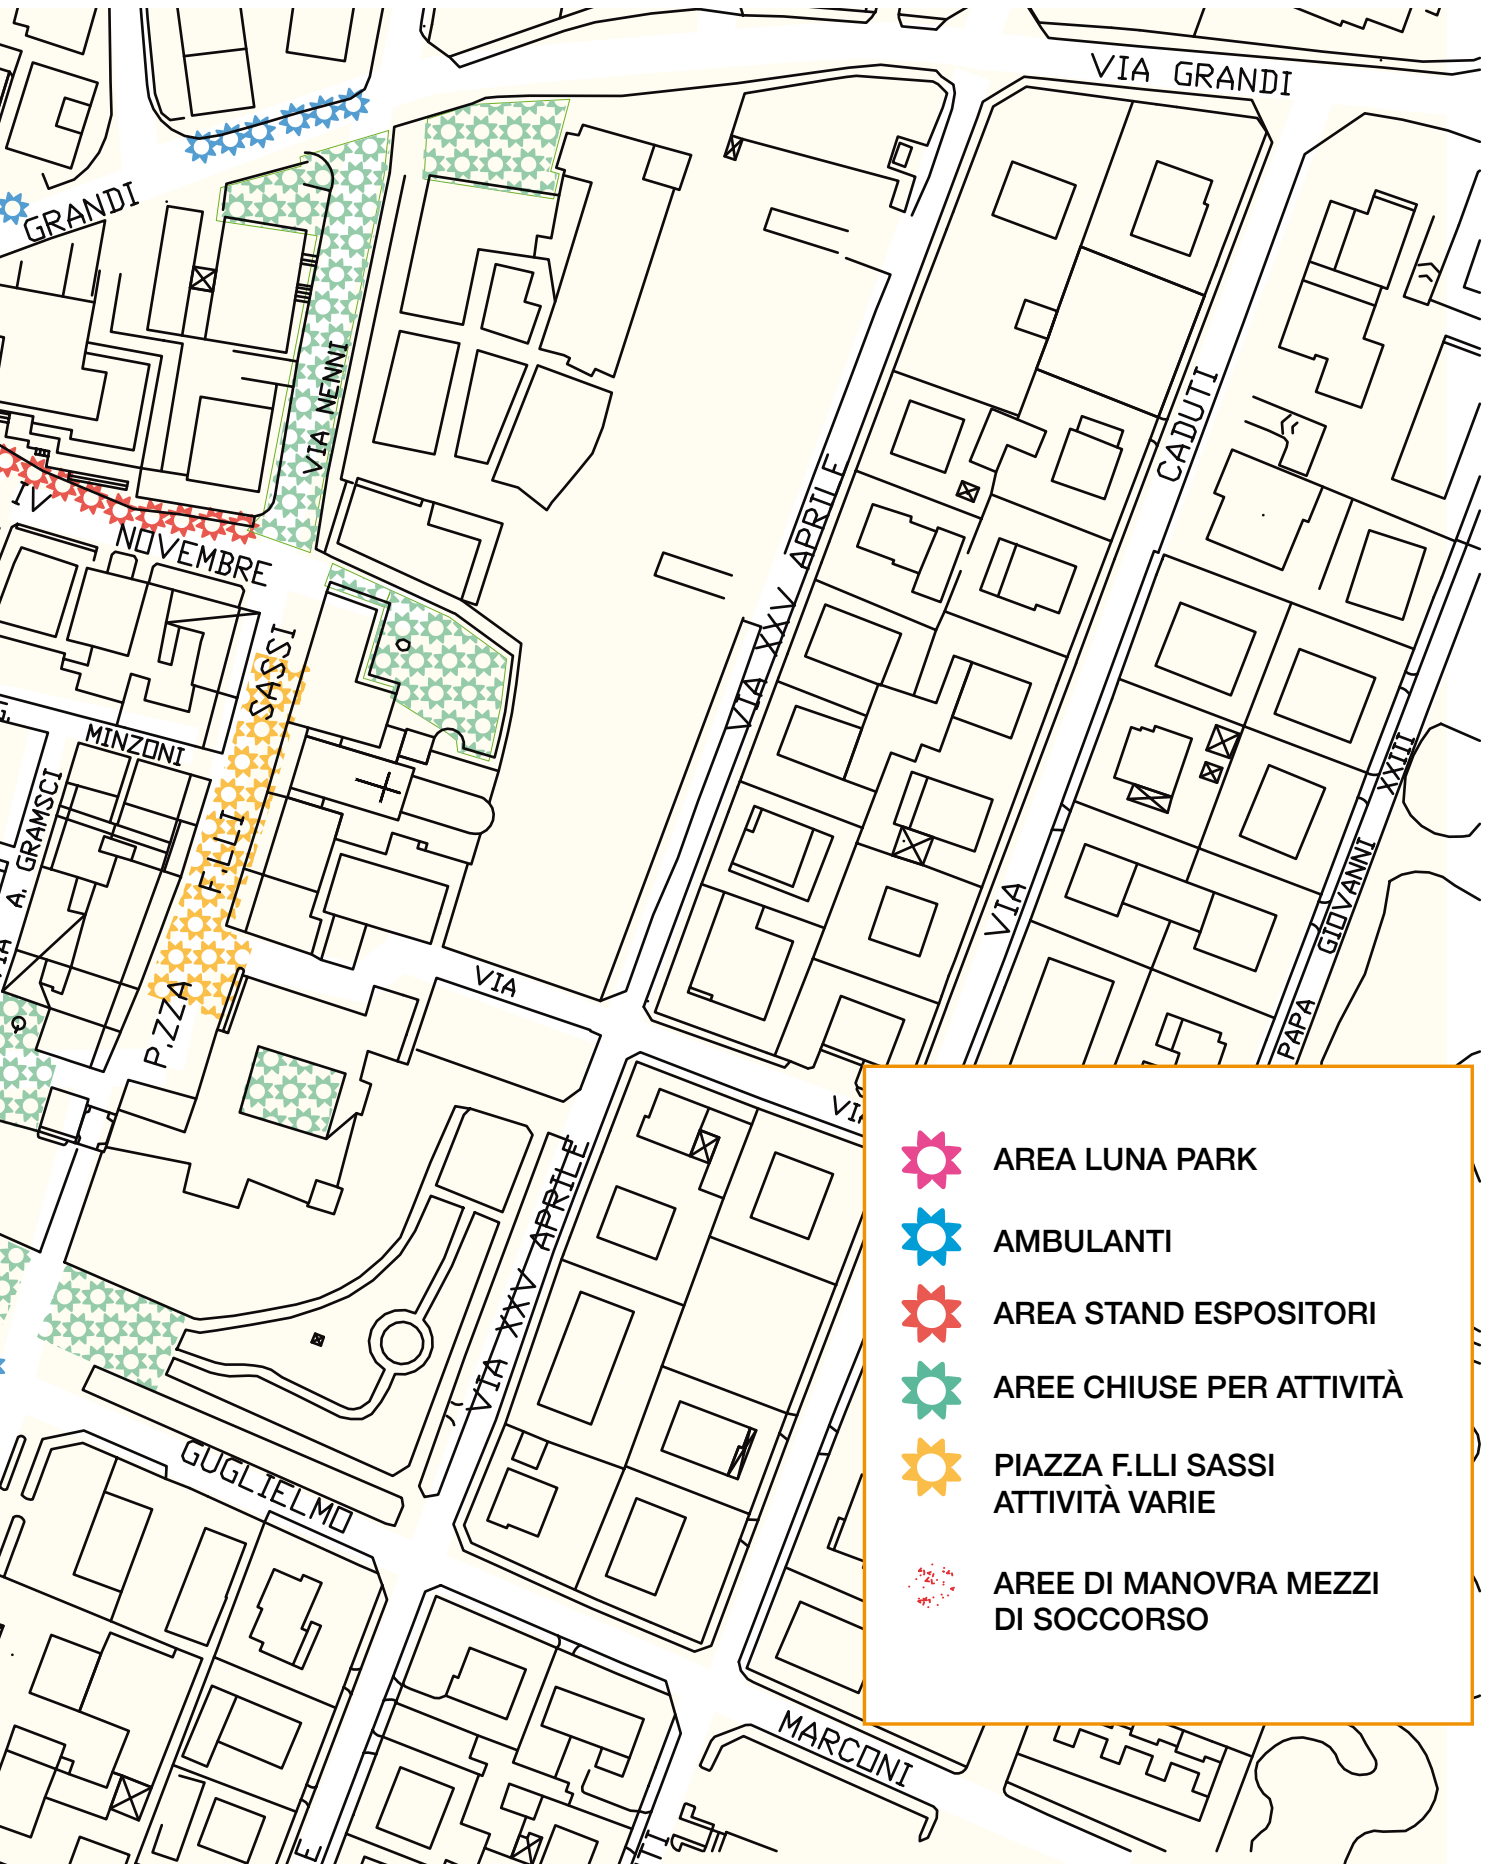 VIA GRANDI
GRANDI
VIA NENNI
IV
NOVEMBRE
CADUTI
VIA XXV APRILE
SASSI
MINZONI
F.LLI
P.ZZA
A. GRAMSCI
VIA
XXIII
GIOVANNI
PAPA
VIA
VIA XXV APRILE
GUGLIELMO
MARCONI
AREA LUNA PARK
AMBULANTI
AREA STAND ESPOSITORI
AREE CHIUSE PER ATTIVITÀ
PIAZZA F.LLI SASSI
ATTIVITÀ VARIE
AREE DI MANOVRA MEZZI
DI SOCCORSO